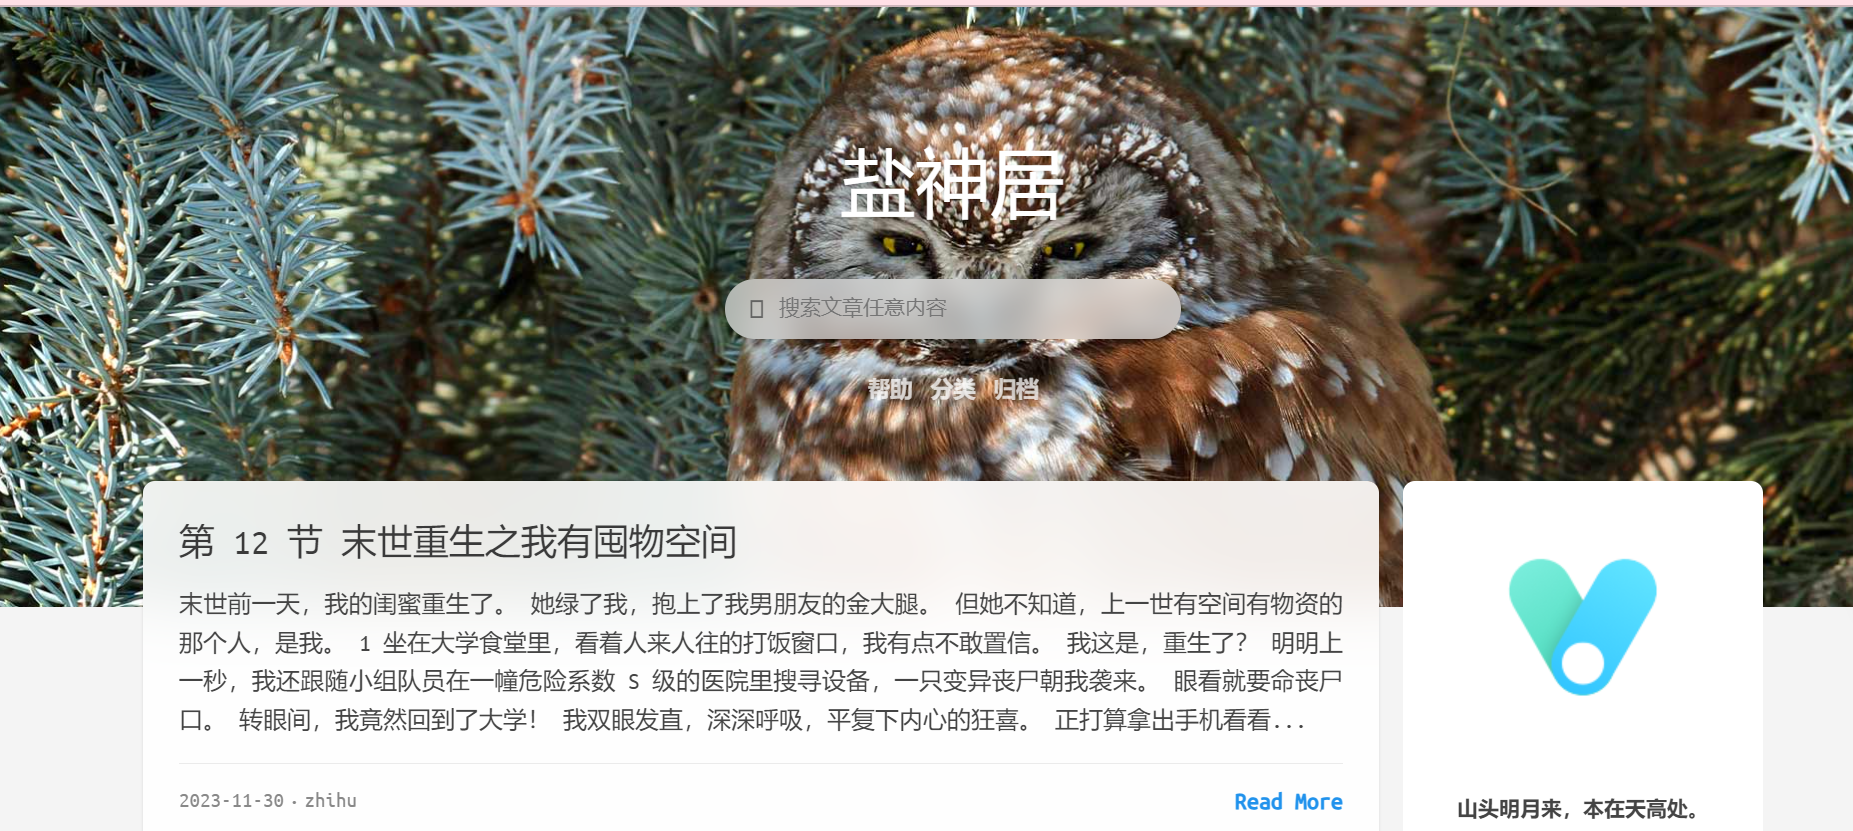 盐神居
搜索文章任意内容
帮助 分类 归档
第 12 节 末世重生之我有囤物空间
末世前一天，我的闺蜜重生了。 她绿了我，抱上了我男朋友的金大腿。 但她不知道，上一世有空间有物资的
那个人，是我。 1 坐在大学食堂里，看着人来人往的打饭窗口，我有点不敢置信。 我这是，重生了？ 明明上
一秒，我还跟随小组队员在一幢危险系数 S 级的医院里搜寻设备，一只变异丧尸朝我袭来。 眼看就要命丧尸
口。 转眼间，我竟然回到了大学！ 我双眼发直，深深呼吸，平复下内心的狂喜。 正打算拿出手机看看...
2023-11-30 · zhihu
Read More
山头明月来，本在天高处。